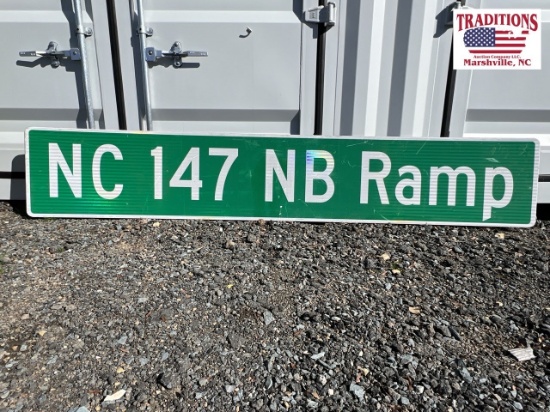 TRADITIONS
Auction Company LLC
Marshville, NC
NC 147 NB Ramp